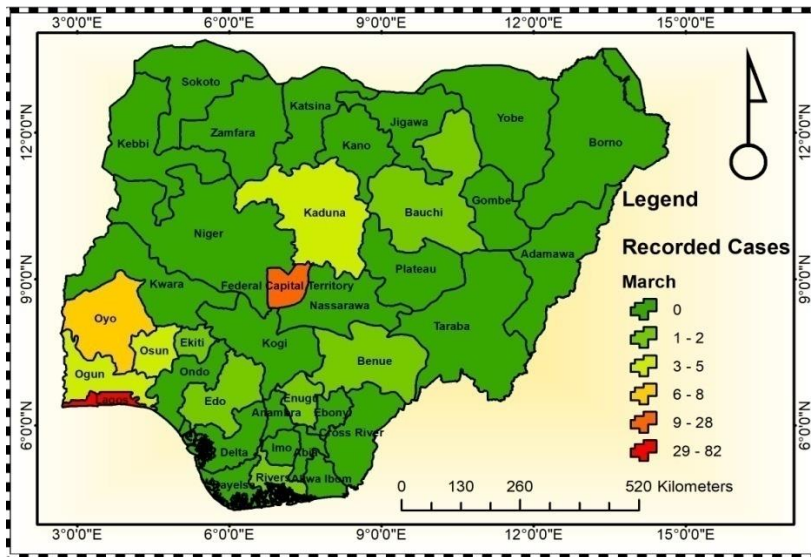 3°00"E 6°0'0"E 9°0'0"E 12°0'0"E 15°0'0"E
12°0'0"N
9°0'0"N
6°0'0"N
12°0'0"N
9°0'0"N
6°0'0"N
Sokoto
Katsina
Jigawa
Yobe
Kebbi
Zamfara
Kano
Borno
Kaduna
Bauchi
Gombe
Niger
Adamawa
Plateau
Kwara
Federal Capital Territory
Nassarawa
Taraba
Oyo
Osun
Ekiti
Kogi
Benue
Ogun
Ondo
Lagos
Edo
Enugu
Anambra
Ebony
Cross River
Delta
Imo
Abia
Bayelsa
Rivers
Akwa Ibom
Legend
Recorded Cases
March
0
1 - 2
3 - 5
6 - 8
9 - 28
29 - 82
0 130 260 520 Kilometers
3°00"E 6°0'0"E 9°0'0"E 12°0'0"E 15°0'0"E